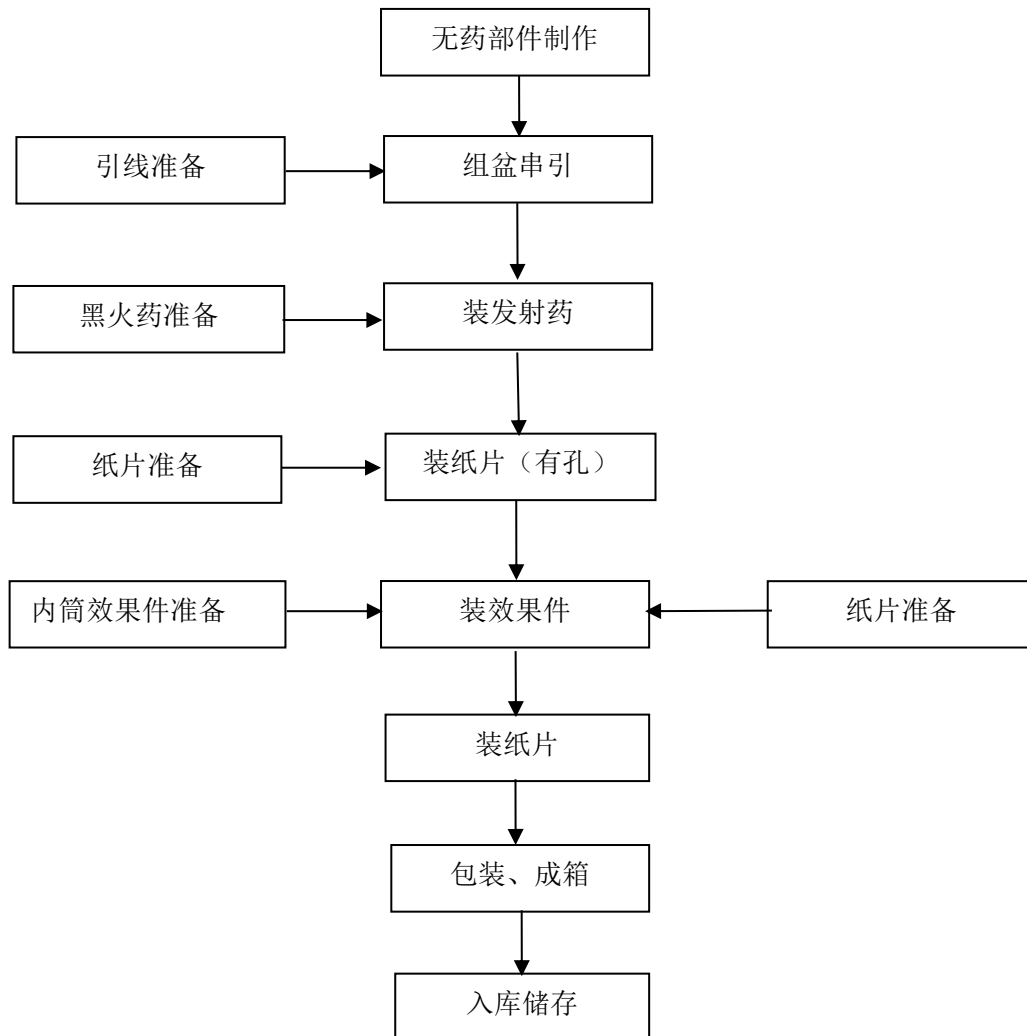 无药部件制作
引线准备
组盆串引
黑火药准备
装发射药
纸片准备
装纸片（有孔）
内筒效果件准备
装效果件
纸片准备
装纸片
包装、成箱
入库储存